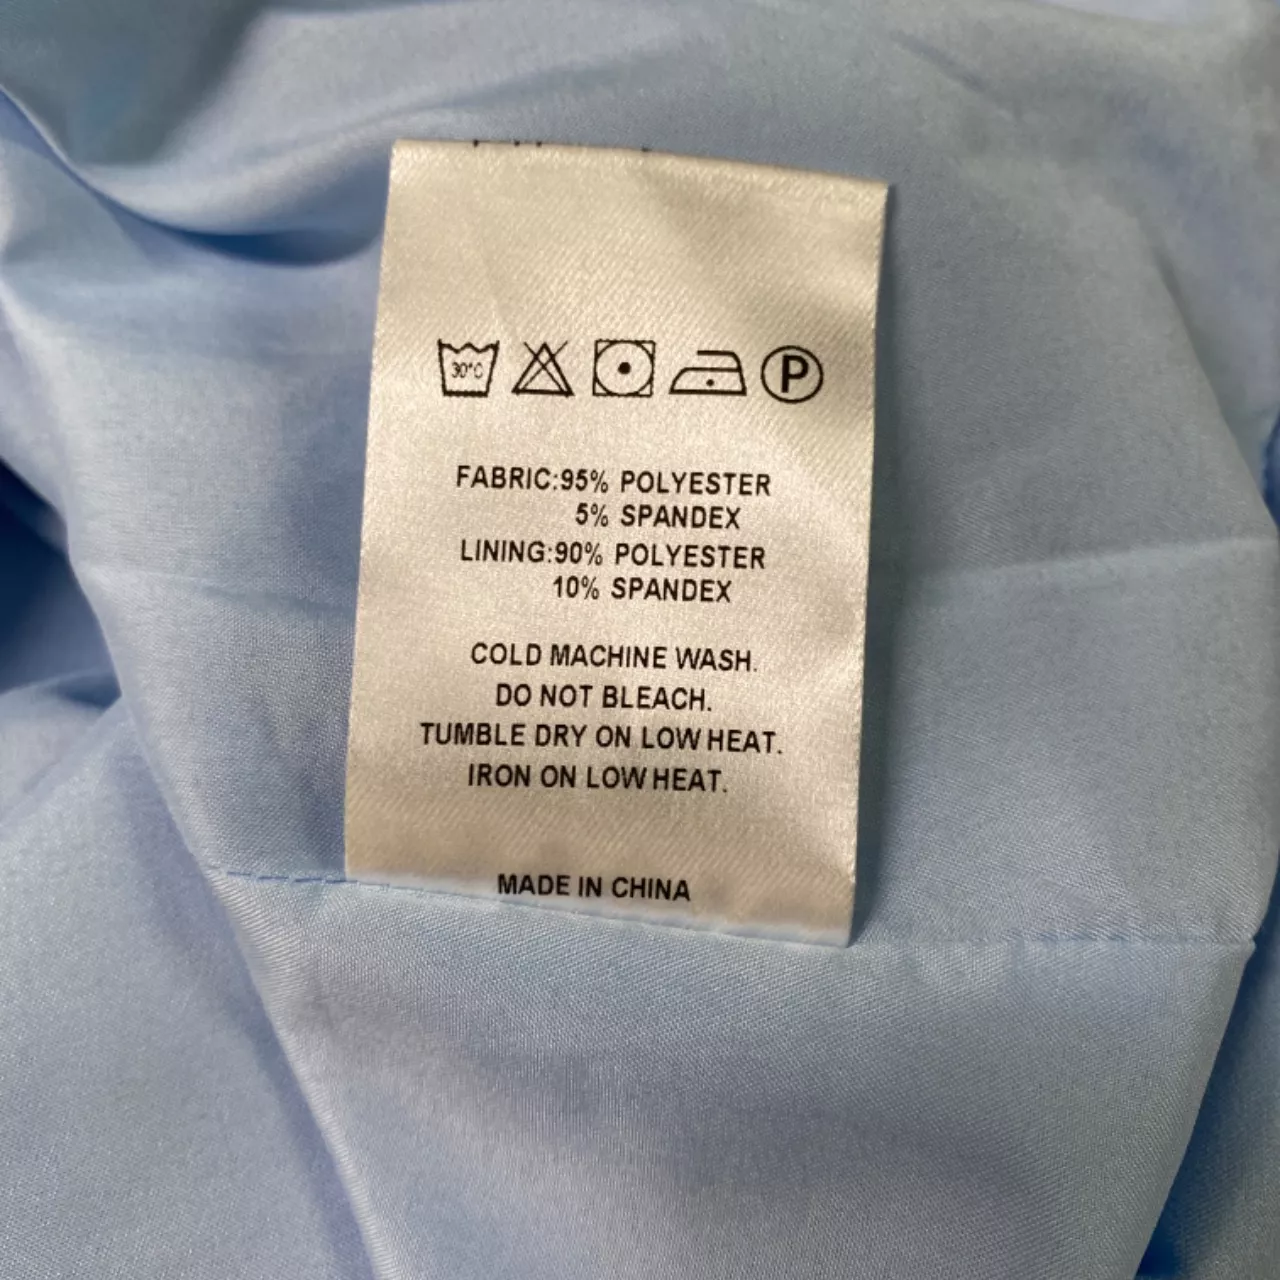 30°C P
FABRIC:95% POLYESTER
5% SPANDEX
LINING:90% POLYESTER
10% SPANDEX
COLD MACHINE WASH.
DO NOT BLEACH.
TUMBLE DRY ON LOW HEAT.
IRON ON LOW HEAT.
MADE IN CHINA